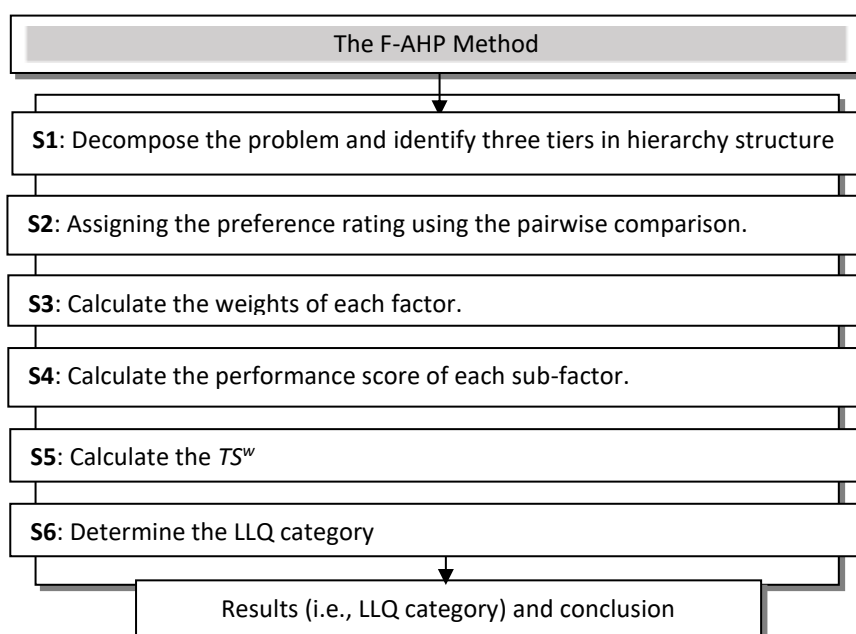 The F-AHP Method
S1: Decompose the problem and identify three tiers in hierarchy structure
S2: Assigning the preference rating using the pairwise comparison.
S3: Calculate the weights of each factor.
S4: Calculate the performance score of each sub-factor.
S5: Calculate the TSʷ
S6: Determine the LLQ category
Results (i.e., LLQ category) and conclusion